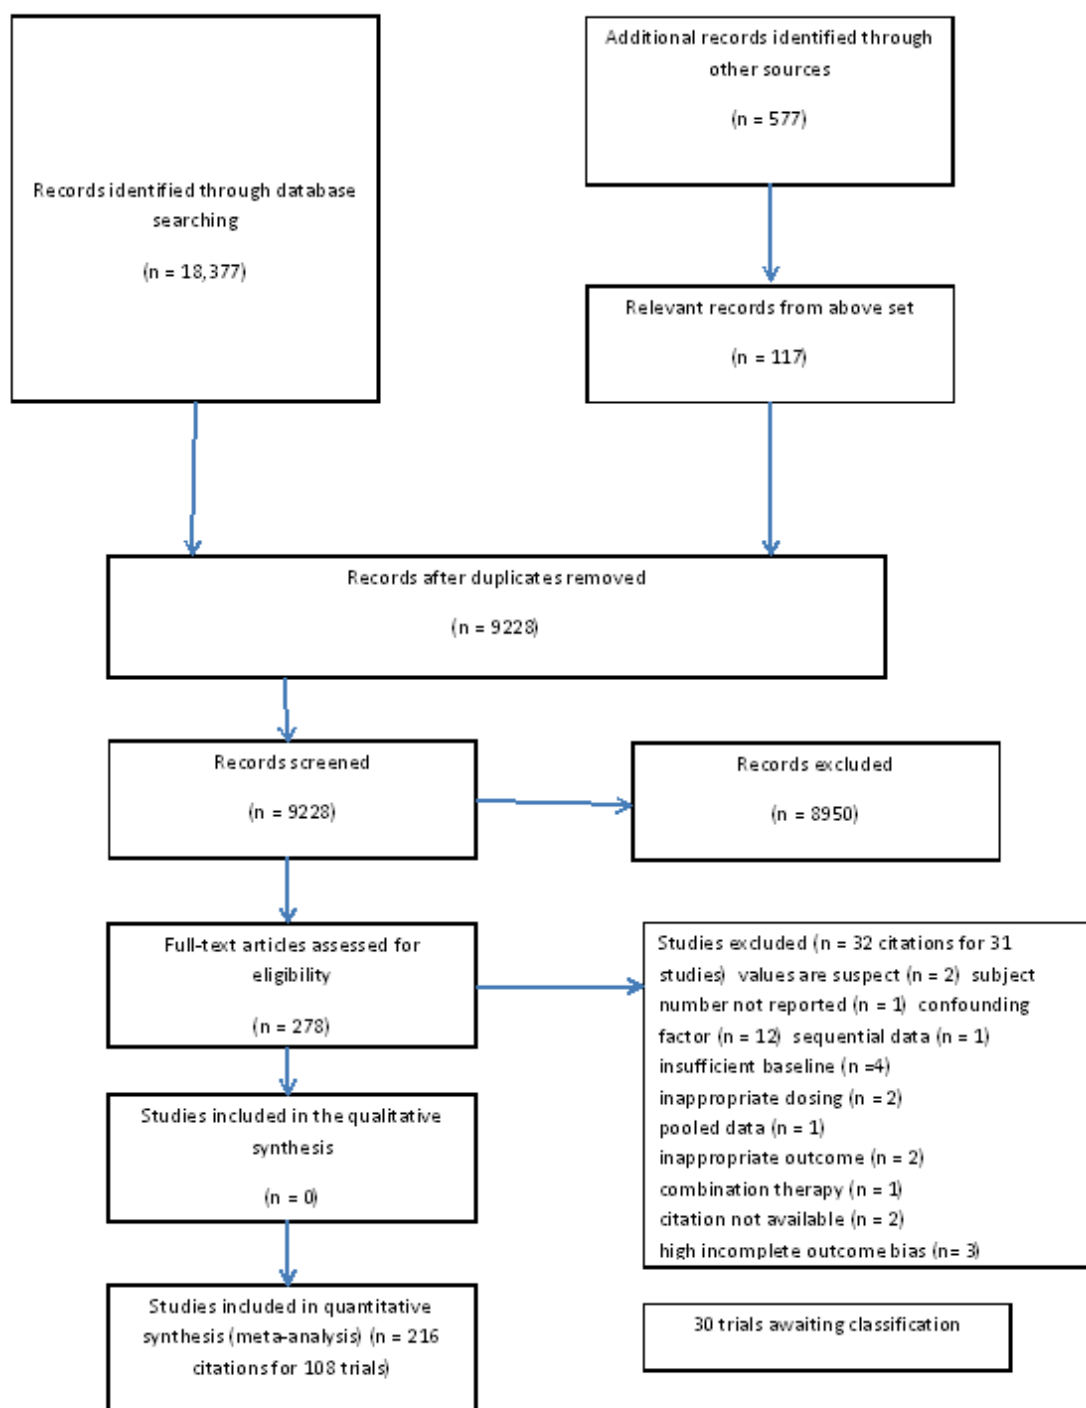 Records identified through database
searching
(n = 18,377)
Additional records identified through
other sources
(n = 577)
Relevant records from above set
(n = 117)
Records after duplicates removed
(n = 9228)
Records screened
(n = 9228)
Records excluded
(n = 8950)
Full-text articles assessed for
eligibility
(n = 278)
Studies excluded (n = 32 citations for 31
studies) values are suspect (n = 2) subject
number not reported (n = 1) confounding
factor (n = 12) sequential data (n = 1)
insufficient baseline (n =4)
inappropriate dosing (n = 2)
pooled data (n = 1)
inappropriate outcome (n = 2)
combination therapy (n = 1)
citation not available (n = 2)
high incomplete outcome bias (n= 3)
Studies included in the qualitative
synthesis
(n = 0)
Studies included in quantitative
synthesis (meta-analysis) (n = 216
citations for 108 trials)
30 trials awaiting classification